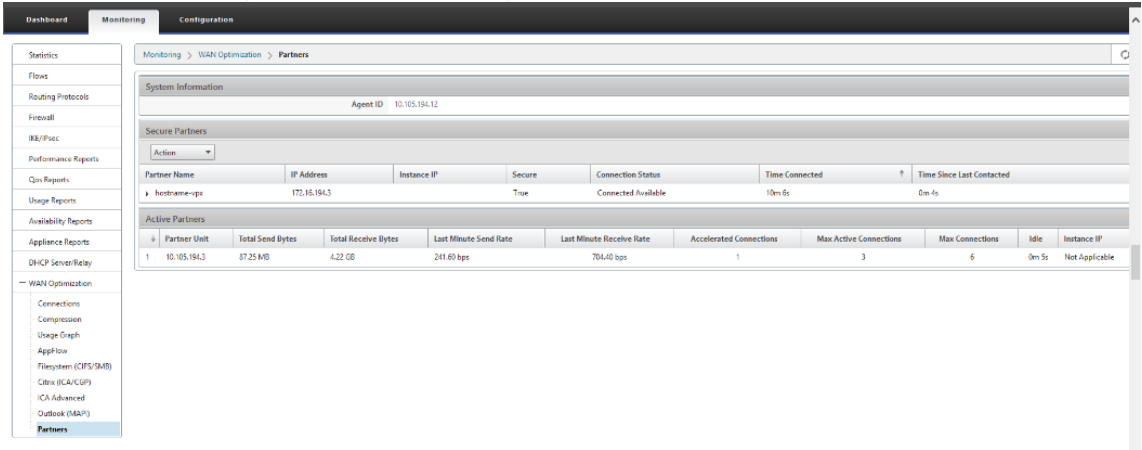 Dashboard Monitoring Configuration
Statistics
Flows
Routing Protocols
Firewall
IKE/IPsec
Performance Reports
Qos Reports
Usage Reports
Availability Reports
Appliance Reports
DHCP Server/Relay
WAN Optimization
Connections
Compression
Usage Graph
AppFlow
Filesystem (CIFS/SMB)
Citrix (ICA/CGP)
ICA Advanced
Outlook (MAPI)
Partners
Monitoring > WAN Optimization > Partners
System Information
Agent ID 10.105.194.12
Secure Partners
Action
Partner Name IP Address Instance IP Secure Connection Status Time Connected Time Since Last Contacted
hostname-vpx 172.16.194.3 True Connected Available 10m 6s 0m 4s
Active Partners
Partner Unit Total Send Bytes Total Receive Bytes Last Minute Send Rate Last Minute Receive Rate Accelerated Connections Max Active Connections Max Connections Idle Instance IP
1 10.105.194.3 87.25 MB 4.22 GB 241.60 bps 704.40 bps 1 3 6 0m 5s Not Applicable